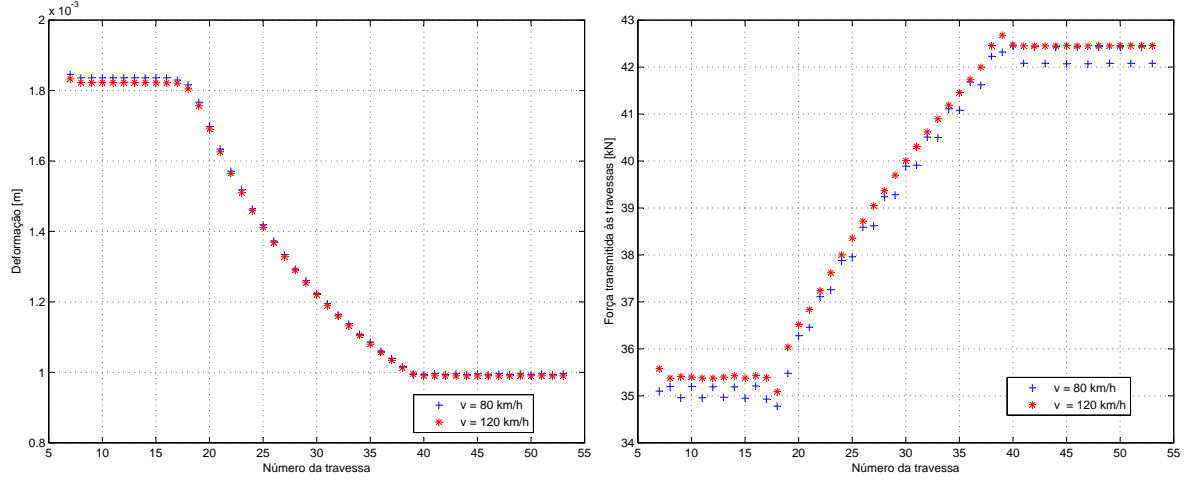 x 10⁻³
2
1.8
1.6
1.4
1.2
1
0.8
5 10 15 20 25 30 35 40 45 50 55
Deformação [m]
Número da travessa
v = 80 km/h
v = 120 km/h
43
42
41
40
39
38
37
36
35
34
5 10 15 20 25 30 35 40 45 50 55
Força transmitida às travessas [kN]
Número da travessa
v = 80 km/h
v = 120 km/h